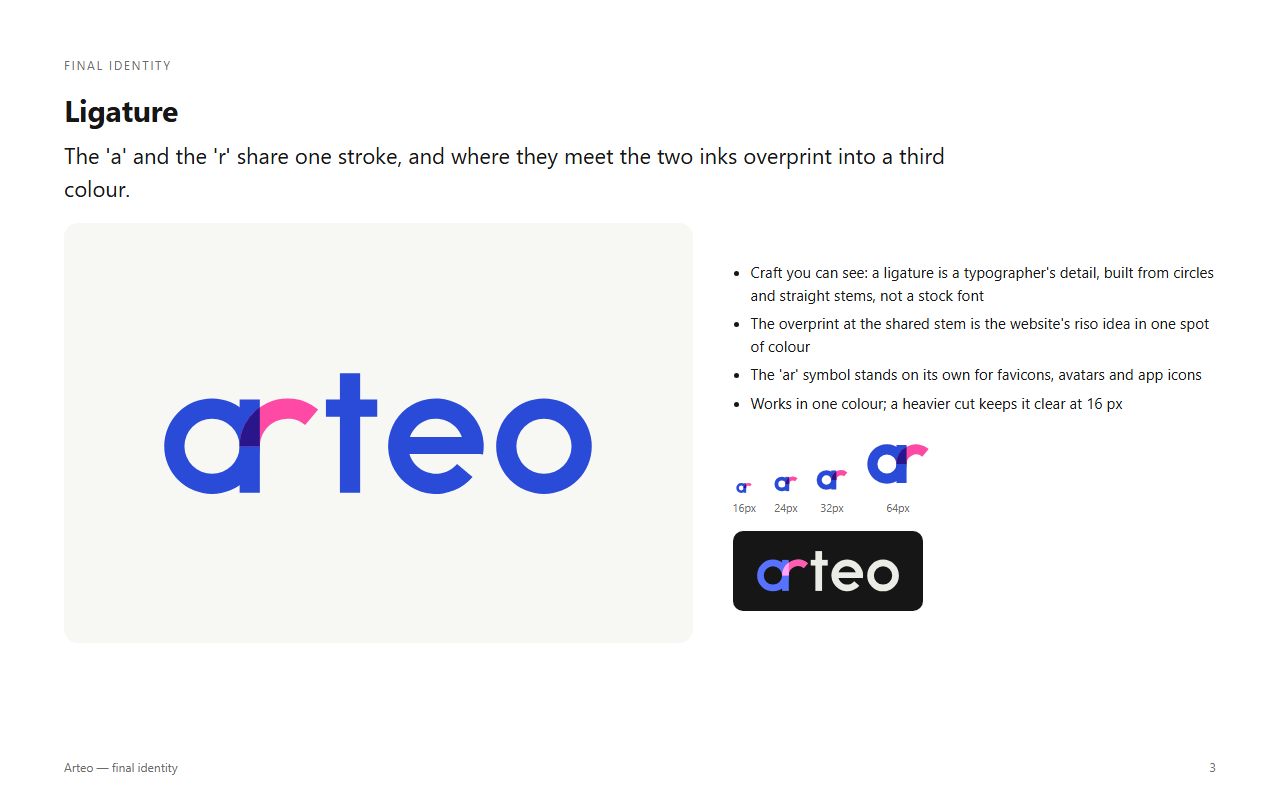 FINAL IDENTITY
Ligature
The 'a' and the 'r' share one stroke, and where they meet the two inks overprint into a third
colour.
arteo
• Craft you can see: a ligature is a typographer's detail, built from circles
and straight stems, not a stock font
• The overprint at the shared stem is the website's riso idea in one spot
of colour
• The 'ar' symbol stands on its own for favicons, avatars and app icons
• Works in one colour; a heavier cut keeps it clear at 16 px
ar ar ar ar
16px 24px 32px 64px
arteo
Arteo — final identity 3